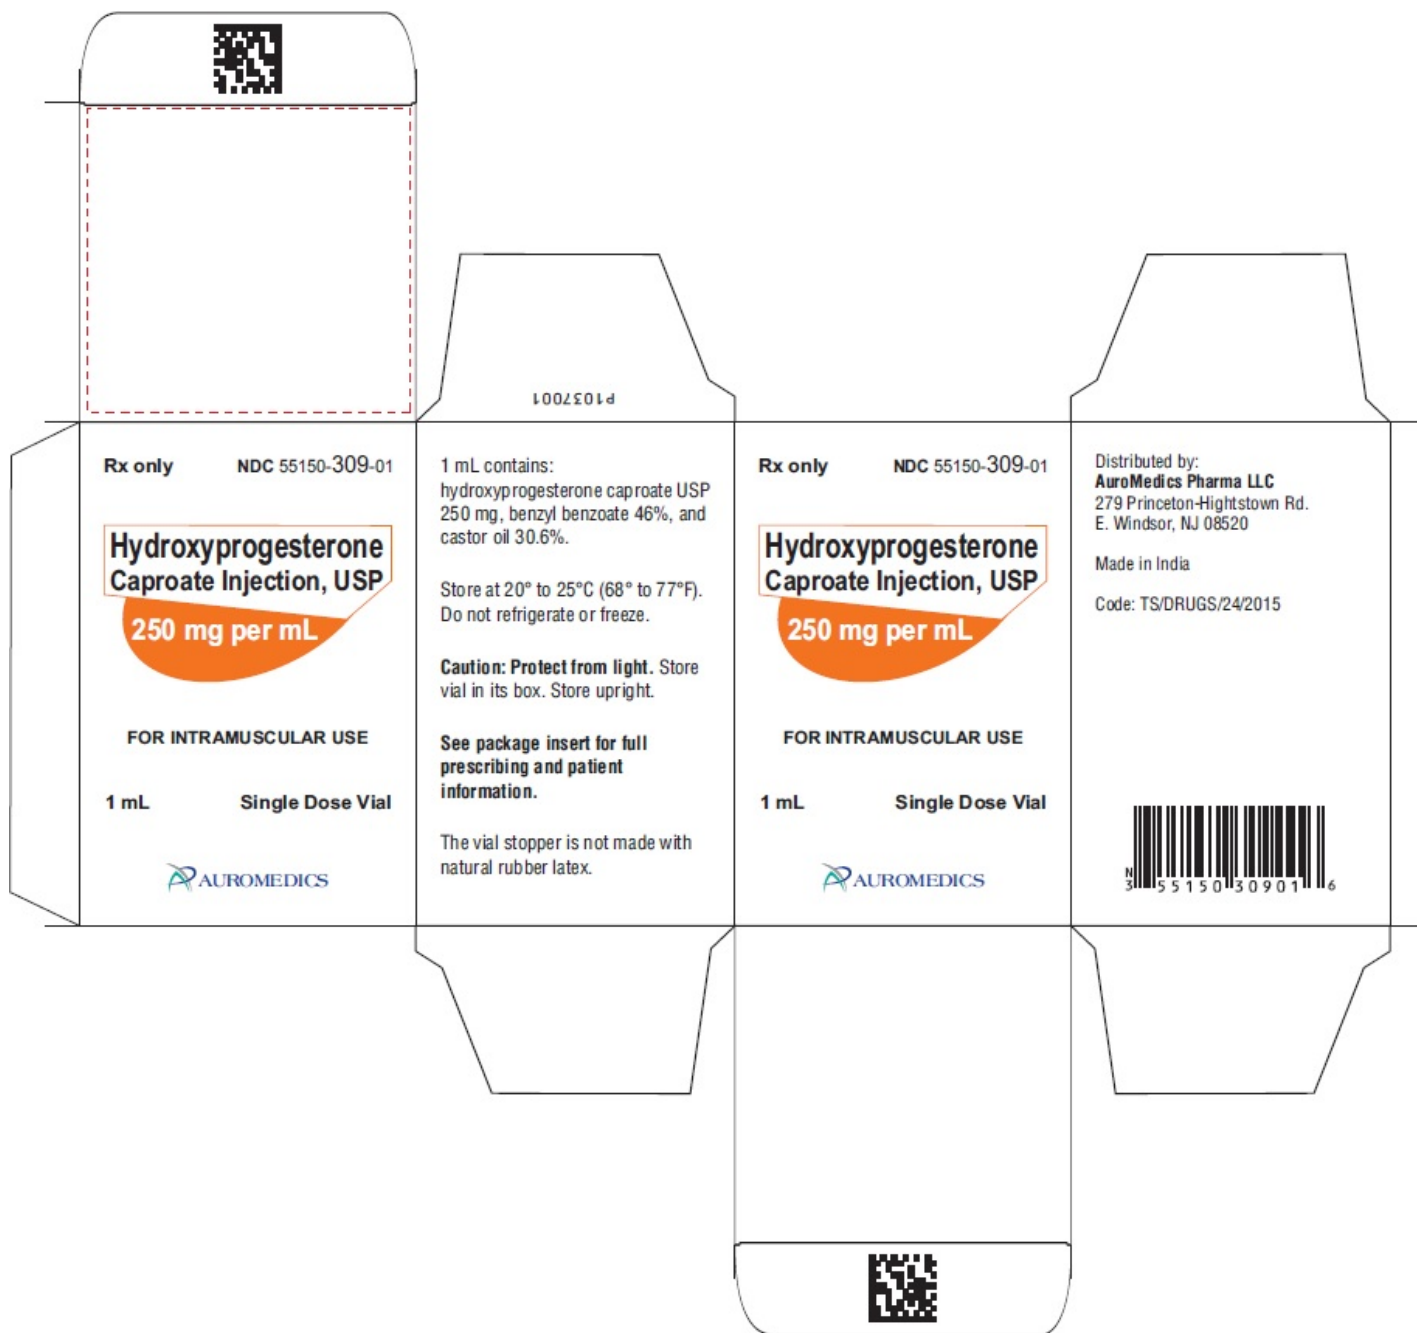 P1037001
Rx only NDC 55150-309-01
Hydroxyprogesterone
Caproate Injection, USP
250 mg per mL
FOR INTRAMUSCULAR USE
1 mL Single Dose Vial
AUROMEDICS
1 mL contains:
hydroxyprogesterone caproate USP
250 mg, benzyl benzoate 46%, and
castor oil 30.6%.
Store at 20° to 25°C (68° to 77°F).
Do not refrigerate or freeze.
Caution: Protect from light. Store
vial in its box. Store upright.
See package insert for full
prescribing and patient
information.
The vial stopper is not made with
natural rubber latex.
Rx only NDC 55150-309-01
Hydroxyprogesterone
Caproate Injection, USP
250 mg per mL
FOR INTRAMUSCULAR USE
1 mL Single Dose Vial
AUROMEDICS
Distributed by:
AuroMedics Pharma LLC
279 Princeton-Hightstown Rd.
E. Windsor, NJ 08520
Made in India
Code: TS/DRUGS/24/2015
N
3 55150 30901 6